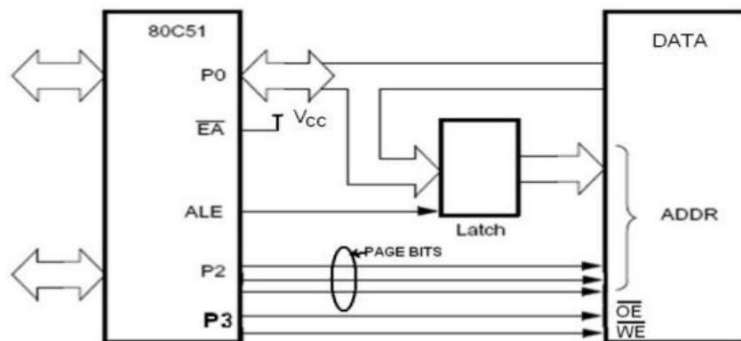 80C51
DATA
P0
EA
VCC
ALE
Latch
ADDR
PAGE BITS
P2
P3
OE
WE